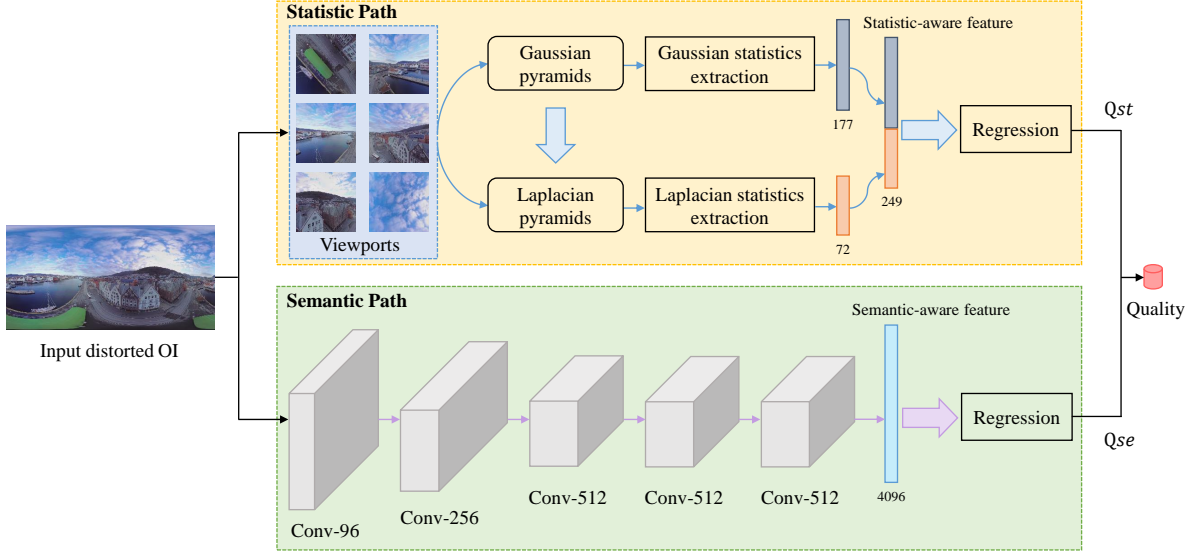 Statistic Path
Statistic-aware feature
Gaussian
pyramids
Gaussian statistics
extraction
177
Regression
Qst
Laplacian
pyramids
Laplacian statistics
extraction
72
249
Viewports
Input distorted OI
Quality
Semantic Path
Semantic-aware feature
Conv-96
Conv-256
Conv-512
Conv-512
Conv-512
4096
Regression
Qse